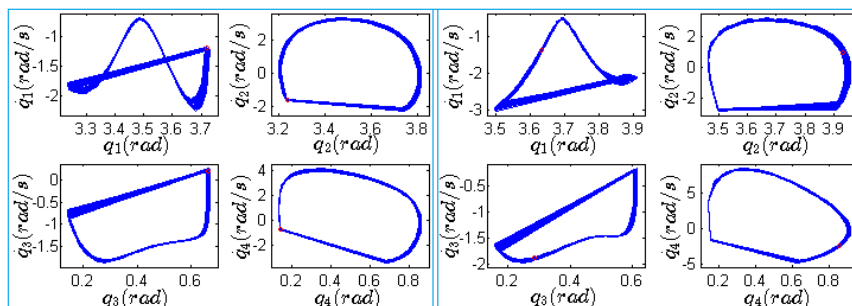 -1
-1.5
-2
3.3 3.4 3.5 3.6 3.7
q̇₁(rad/s)
q₁(rad)
2
0
-2
3.2 3.4 3.6 3.8
q̇₂(rad/s)
q₂(rad)
-1
-2
-3
3.5 3.6 3.7 3.8 3.9
q̇₁(rad/s)
q₁(rad)
2
0
-2
3.5 3.6 3.7 3.8 3.9
q̇₂(rad/s)
q₂(rad)
0
-0.5
-1
-1.5
0.2 0.4 0.6
q̇₃(rad/s)
q₃(rad)
4
2
0
-2
0.2 0.4 0.6 0.8
q̇₄(rad/s)
q₄(rad)
-0.5
-1
-1.5
-2
0.2 0.4 0.6
q̇₃(rad/s)
q₃(rad)
5
0
-5
0.2 0.4 0.6 0.8
q̇₄(rad/s)
q₄(rad)